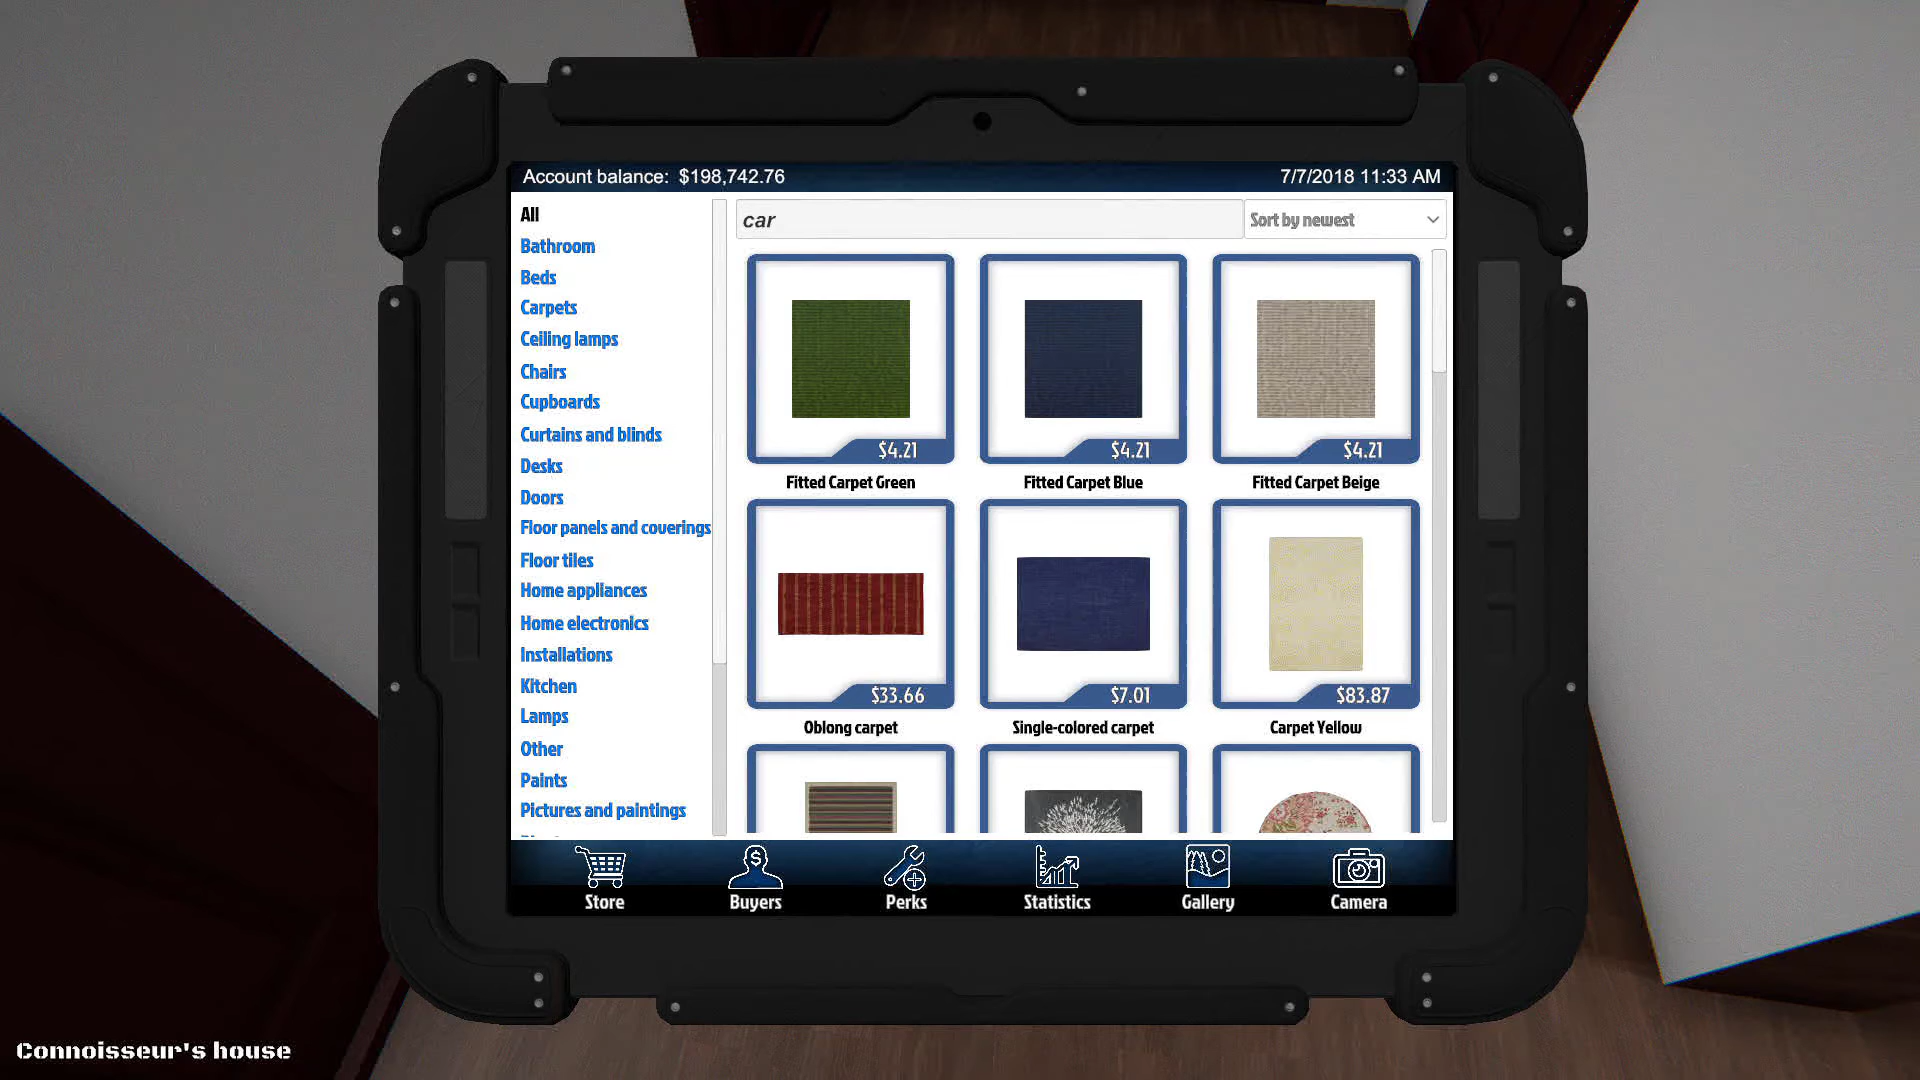 Account balance: $198,742.76
7/7/2018 11:33 AM
All
Bathroom
Beds
Carpets
Ceiling lamps
Chairs
Cupboards
Curtains and blinds
Desks
Doors
Floor panels and coverings
Floor tiles
Home appliances
Home electronics
Installations
Kitchen
Lamps
Other
Paints
Pictures and paintings
car
Sort by newest
$4.21
$4.21
$4.21
Fitted Carpet Green
Fitted Carpet Blue
Fitted Carpet Beige
$33.66
$7.01
$83.87
Oblong carpet
Single-colored carpet
Carpet Yellow
Store
Buyers
Perks
Statistics
Gallery
Camera
Connoisseur's house